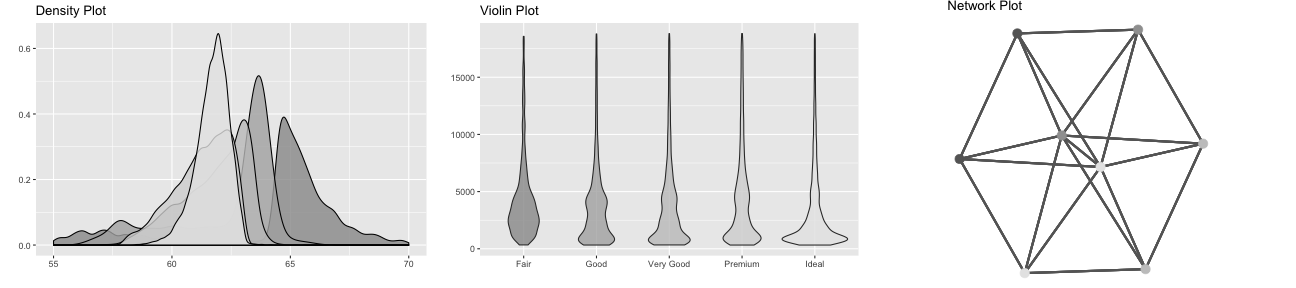 Density Plot
0.6
0.4
0.2
0.0
55 60 65 70
Violin Plot
15000
10000
5000
0
Fair Good Very Good Premium Ideal
Network Plot